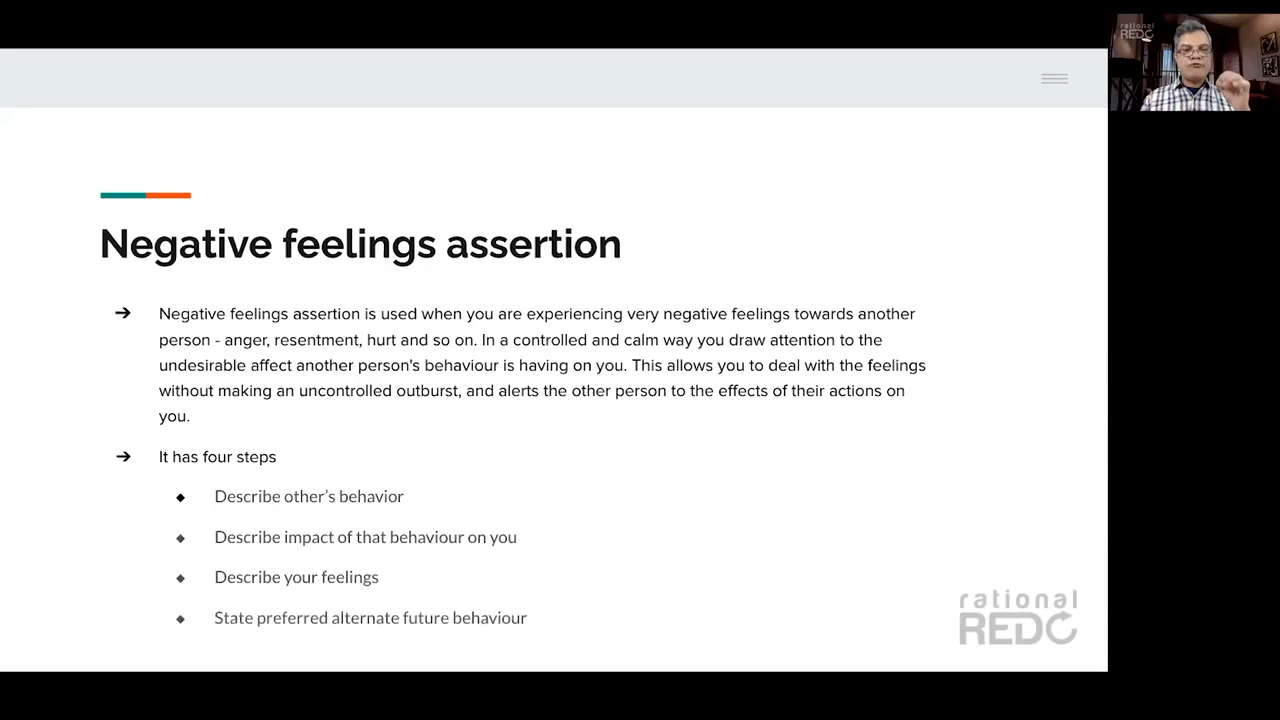 rational
REDO
Negative feelings assertion
➔ Negative feelings assertion is used when you are experiencing very negative feelings towards another
person - anger, resentment, hurt and so on. In a controlled and calm way you draw attention to the
undesirable affect another person's behaviour is having on you. This allows you to deal with the feelings
without making an uncontrolled outburst, and alerts the other person to the effects of their actions on
you.
➔ It has four steps
◆ Describe other’s behavior
◆ Describe impact of that behaviour on you
◆ Describe your feelings
◆ State preferred alternate future behaviour
rational
REDO